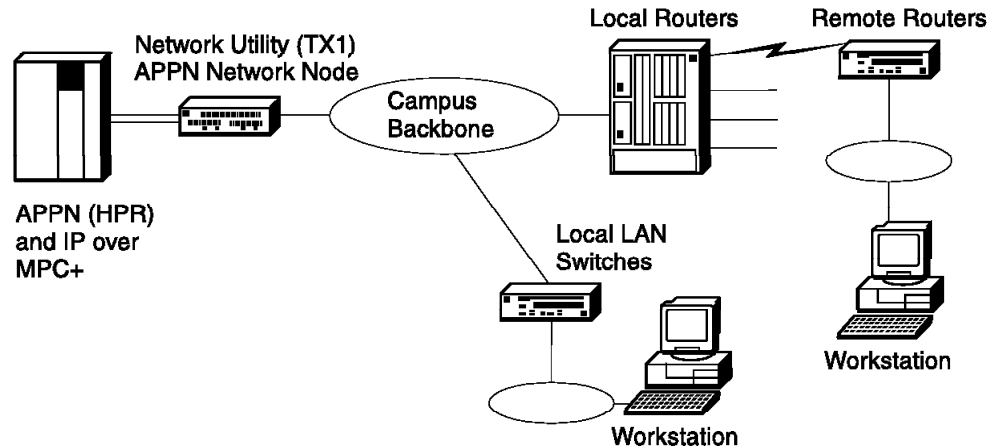 Local Routers
Remote Routers
Network Utility (TX1)
APPN Network Node
Campus
Backbone
APPN (HPR)
and IP over
MPC+
Local LAN
Switches
Workstation
Workstation